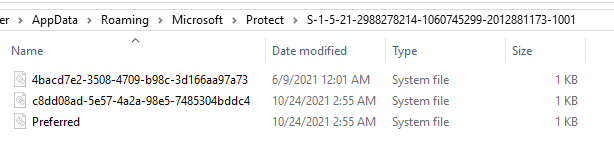 er › AppData › Roaming › Microsoft › Protect › S-1-5-21-2988278214-1060745299-2012881173-1001
Name Date modified Type Size
4bacd7e2-3508-4709-b98c-3d166aa97a73 6/9/2021 12:01 AM System file 1 KB
c8dd08ad-5e57-4a2a-98e5-7485304bddc4 10/24/2021 2:55 AM System file 1 KB
Preferred 10/24/2021 2:55 AM System file 1 KB